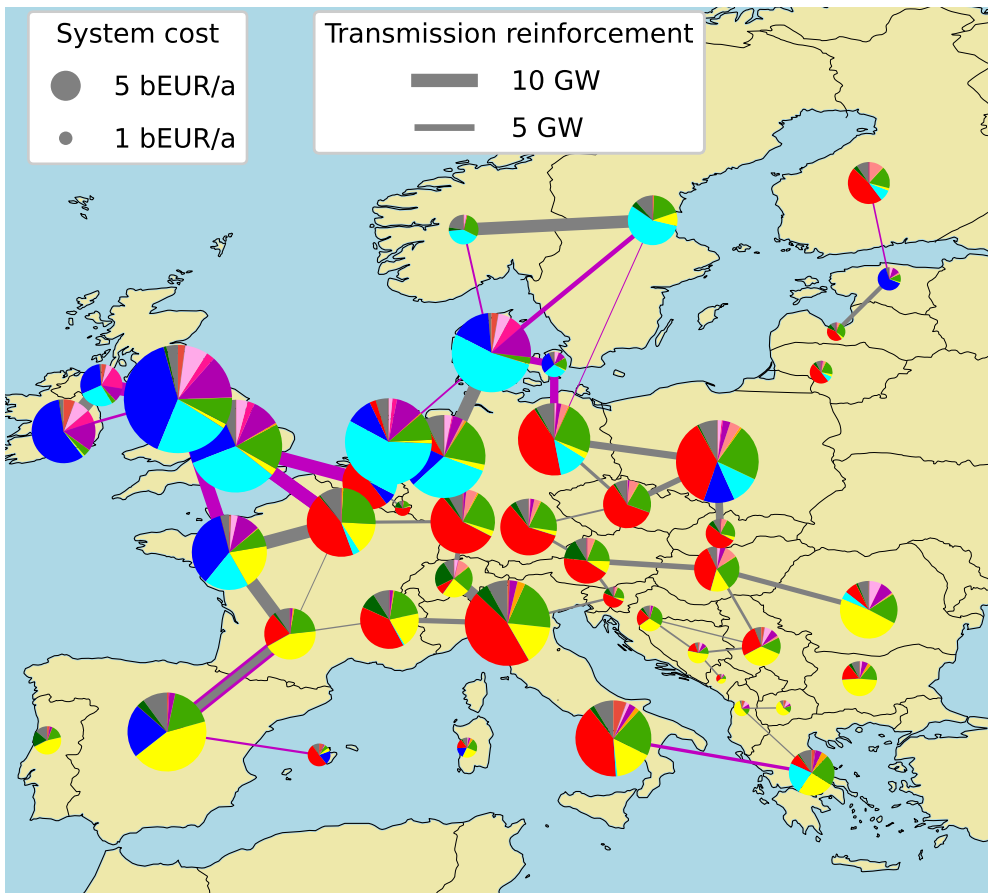 System cost
5 bEUR/a
1 bEUR/a
Transmission reinforcement
10 GW
5 GW